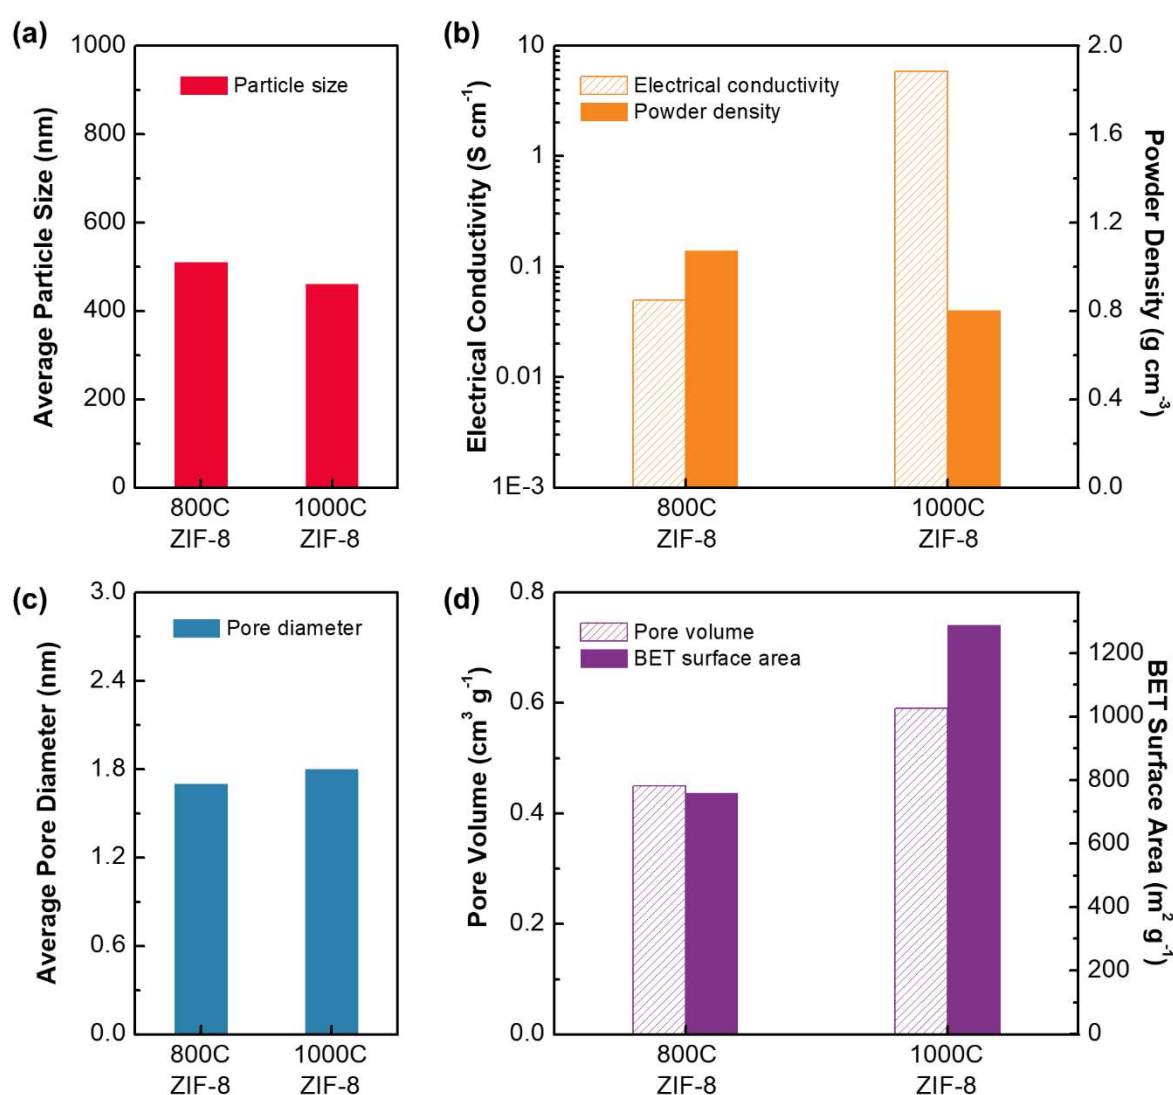 (a)
1000
800
600
400
200
0
Average Particle Size (nm)
Particle size
800C
ZIF-8
1000C
ZIF-8
(b)
10
1
0.1
0.01
1E-3
Electrical Conductivity (S cm⁻¹)
Electrical conductivity
Powder density
2.0
1.6
1.2
0.8
0.4
0.0
Powder Density (g cm⁻³)
800C
ZIF-8
1000C
ZIF-8
(c)
3.0
2.4
1.8
1.2
0.6
0.0
Average Pore Diameter (nm)
Pore diameter
800C
ZIF-8
1000C
ZIF-8
(d)
0.8
0.6
0.4
0.2
0.0
Pore Volume (cm³ g⁻¹)
Pore volume
BET surface area
1200
1000
800
600
400
200
0
BET Surface Area (m² g⁻¹)
800C
ZIF-8
1000C
ZIF-8